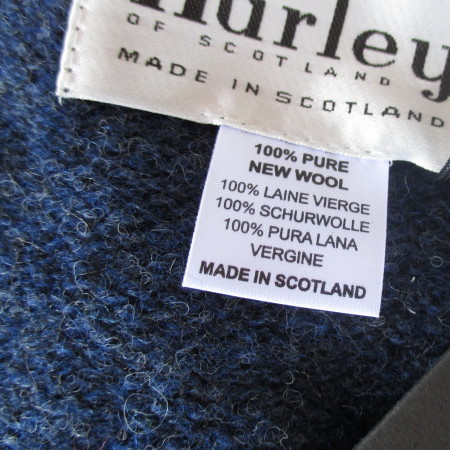 Hurley
OF SCOTLAND
MADE IN SCOTLAND
100% PURE
NEW WOOL
100% LAINE VIERGE
100% SCHURWOLLE
100% PURA LANA
VERGINE
MADE IN SCOTLAND